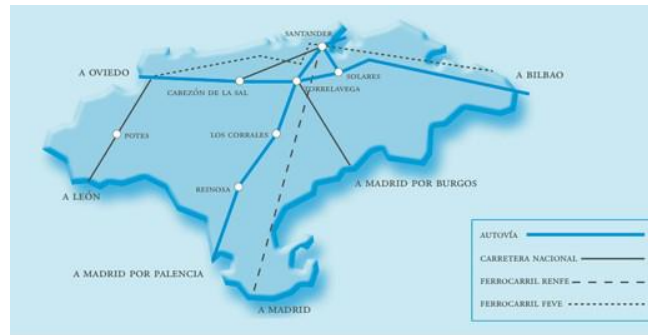 SANTANDER
A OVIEDO
SOLARES
A BILBAO
CABEZÓN DE LA SAL
TORRELAVEGA
POTES
LOS CORRALES
REINOSA
A LEÓN
A MADRID POR BURGOS
A MADRID POR PALENCIA
A MADRID
AUTOVÍA
CARRETERA NACIONAL
FERROCARRIL RENFE
FERROCARRIL FEVE